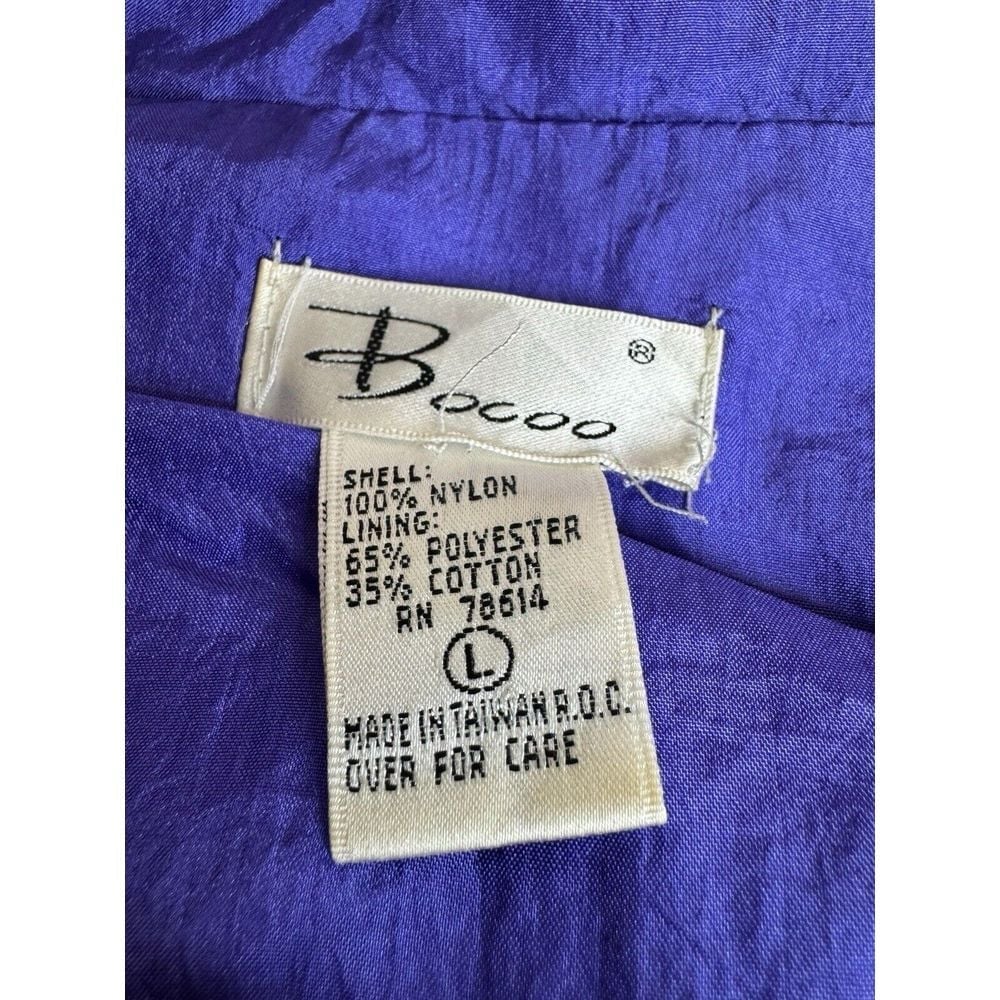 Bocoo ®
SHELL:
100% NYLON
LINING:
65% POLYESTER
35% COTTON
RN 78614
L
MADE IN TAIWAN R.O.C.
OVER FOR CARE